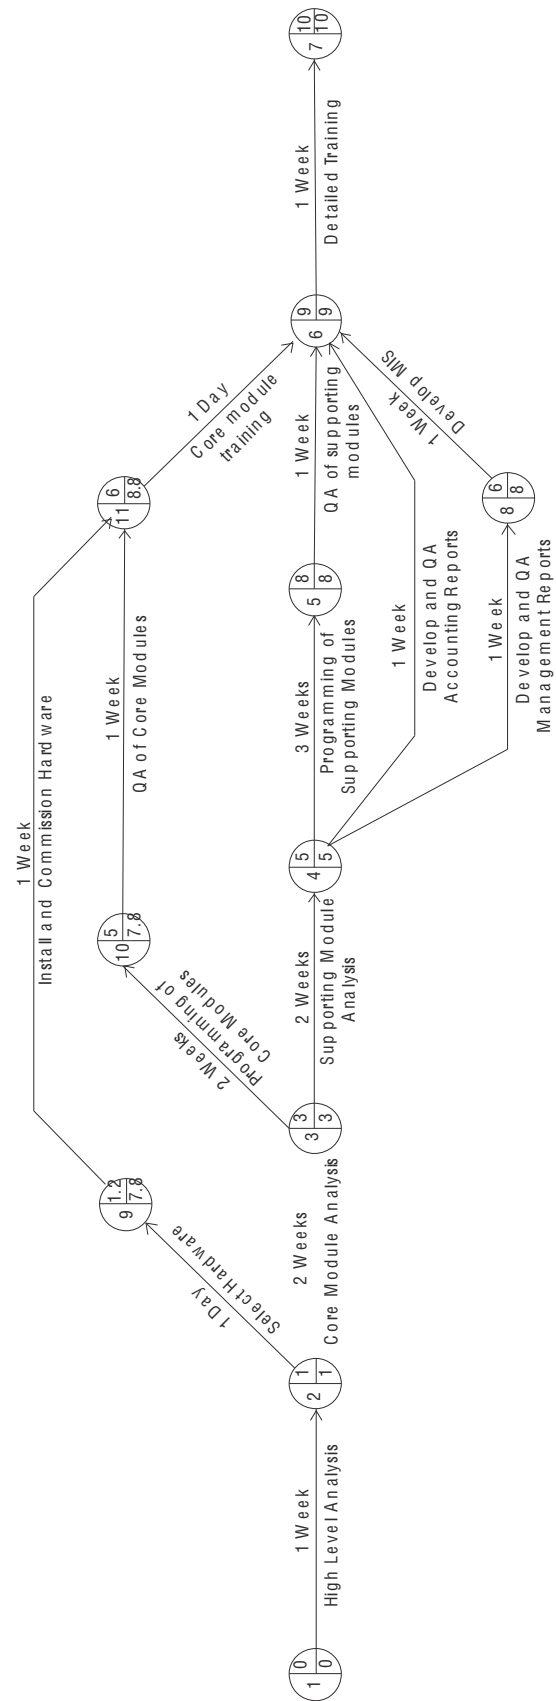 1
0
0
1 Week
High Level Analysis
2
1
1
1 Day
Select Hardware
9
1.2
7.8
1 Week
Install and Commission Hardware
2 Weeks
Core Module Analysis
3
3
3
2 Weeks
Programming of
Core Modules
10
5
7.8
1 Week
QA of Core Modules
11
6
8.8
1 Day
Core module
training
2 Weeks
Supporting Module
Analysis
4
5
5
3 Weeks
Programming of
Supporting Modules
5
8
8
1 Week
QA of supporting
modules
1 Week
Develop and QA
Accounting Reports
1 Week
Develop and QA
Management Reports
8
6
8
1 Week
Develop MIS
6
9
9
1 Week
Detailed Training
7
10
10